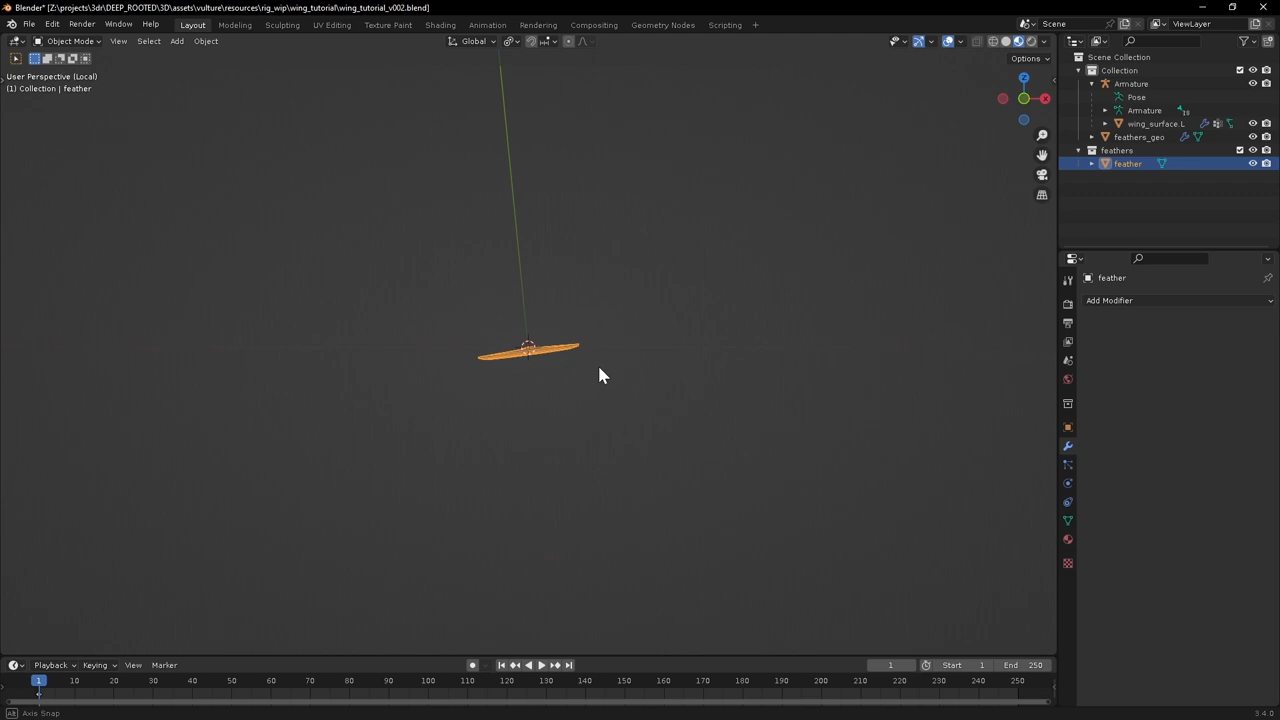 Blender* [Z:\projects\3dr\DEEP_ROOTED\3D\assets\vulture\resources\rig_wip\wing_tutorial\wing_tutorial_v002.blend]
File Edit Render Window Help Layout Modeling Sculpting UV Editing Texture Paint Shading Animation Rendering Compositing Geometry Nodes Scripting Scene ViewLayer
Object Mode View Select Add Object Global
Options
User Perspective (Local)
(1) Collection | feather
Z
X
Scene Collection
Collection
Armature
Pose
Armature
wing_surface.L
feathers_geo
feathers
feather
feather
Add Modifier
Playback Keying View Marker 1 Start 1 End 250
1 10 20 30 40 50 60 70 80 90 100 110 120 130 140 150 160 170 180 190 200 210 220 230 240 250
Alt Axis Snap 3.4.0